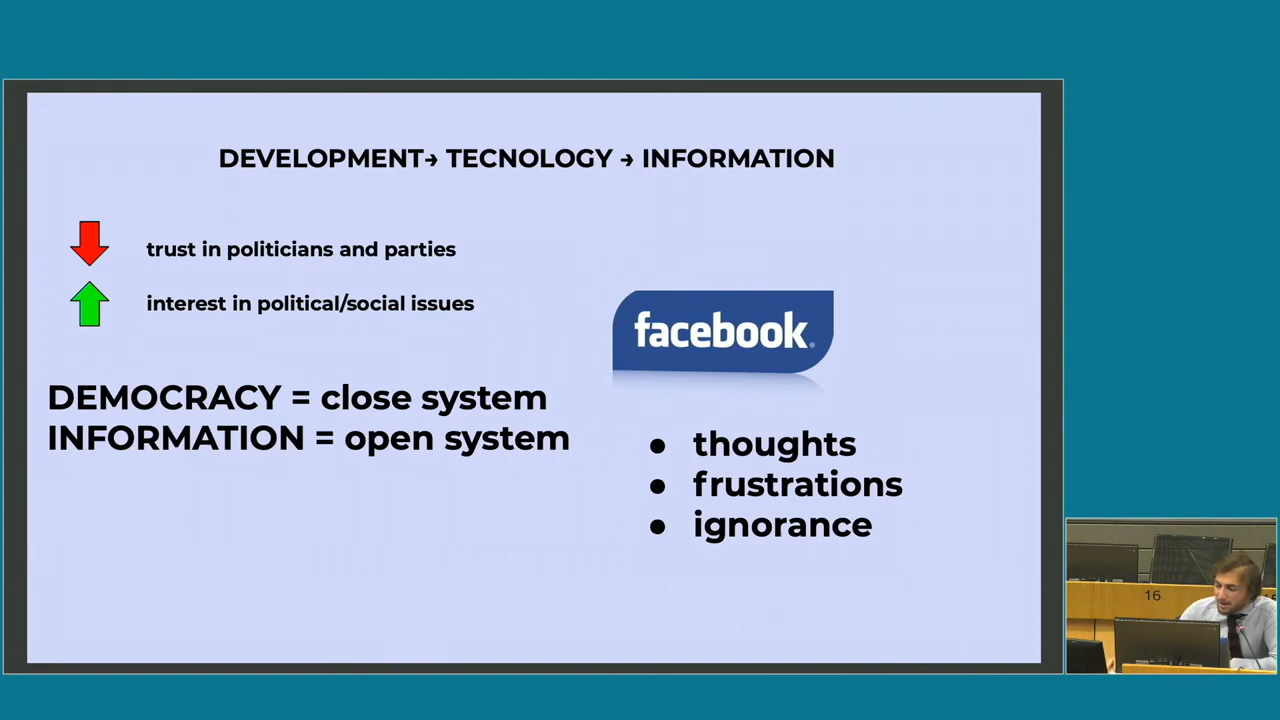 DEVELOPMENT→ TECNOLOGY → INFORMATION
trust in politicians and parties
interest in political/social issues
DEMOCRACY = close system
INFORMATION = open system
facebook®
● thoughts
● frustrations
● ignorance
16